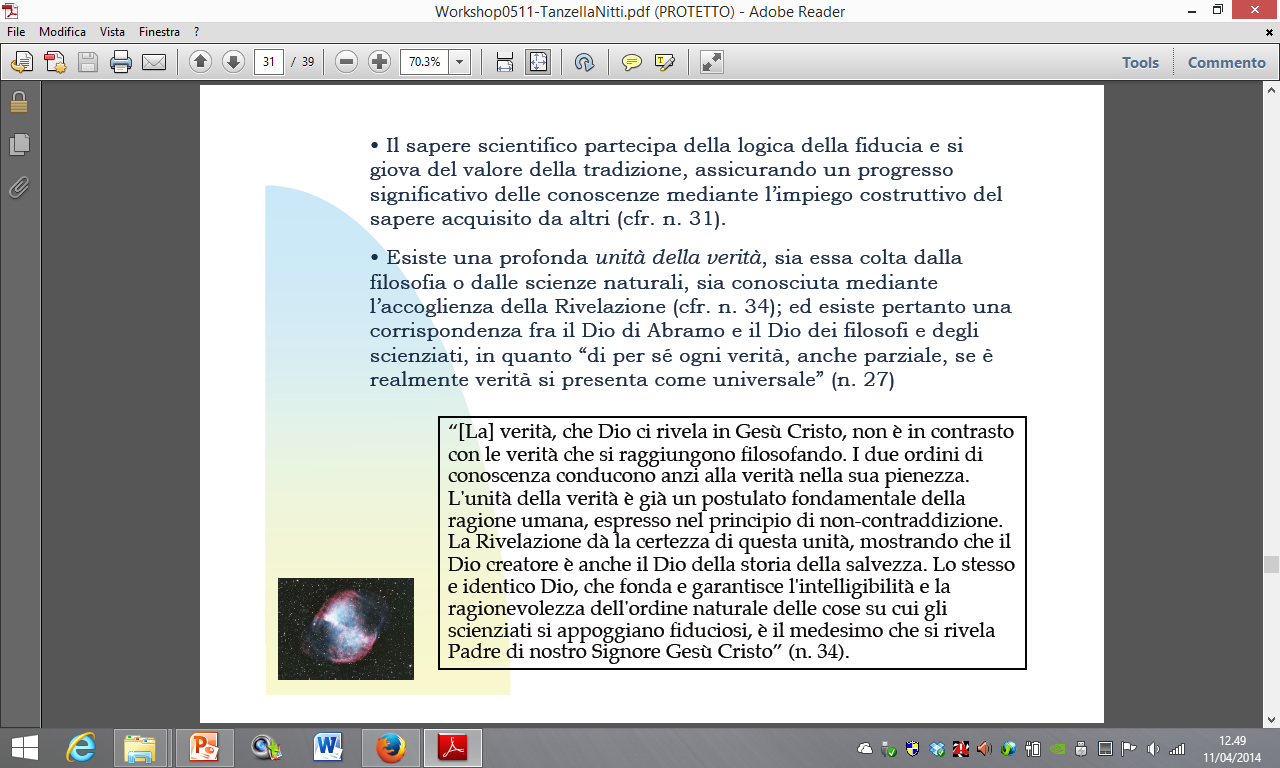 Workshop0511-TanzellaNitti.pdf (PROTETTO) - Adobe Reader
File Modifica Vista Finestra ?
31 / 39 70.3% Tools Commento
• Il sapere scientifico partecipa della logica della fiducia e si
giova del valore della tradizione, assicurando un progresso
significativo delle conoscenze mediante l’impiego costruttivo del
sapere acquisito da altri (cfr. n. 31).
• Esiste una profonda unità della verità, sia essa colta dalla
filosofia o dalle scienze naturali, sia conosciuta mediante
l’accoglienza della Rivelazione (cfr. n. 34); ed esiste pertanto una
corrispondenza fra il Dio di Abramo e il Dio dei filosofi e degli
scienziati, in quanto “di per sé ogni verità, anche parziale, se è
realmente verità si presenta come universale” (n. 27)
“[La] verità, che Dio ci rivela in Gesù Cristo, non è in contrasto
con le verità che si raggiungono filosofando. I due ordini di
conoscenza conducono anzi alla verità nella sua pienezza.
L'unità della verità è già un postulato fondamentale della
ragione umana, espresso nel principio di non-contraddizione.
La Rivelazione dà la certezza di questa unità, mostrando che il
Dio creatore è anche il Dio della storia della salvezza. Lo stesso
e identico Dio, che fonda e garantisce l'intelligibilità e la
ragionevolezza dell'ordine naturale delle cose su cui gli
scienziati si appoggiano fiduciosi, è il medesimo che si rivela
Padre di nostro Signore Gesù Cristo” (n. 34).
12.49
11/04/2014